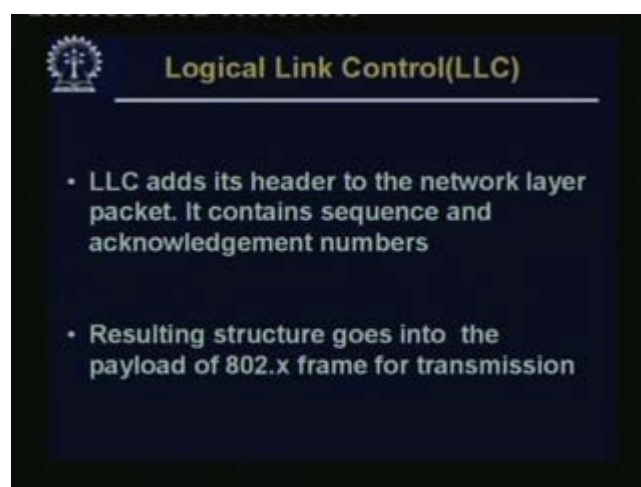 Logical Link Control(LLC)
• LLC adds its header to the network layer
packet. It contains sequence and
acknowledgement numbers
• Resulting structure goes into the
payload of 802.x frame for transmission